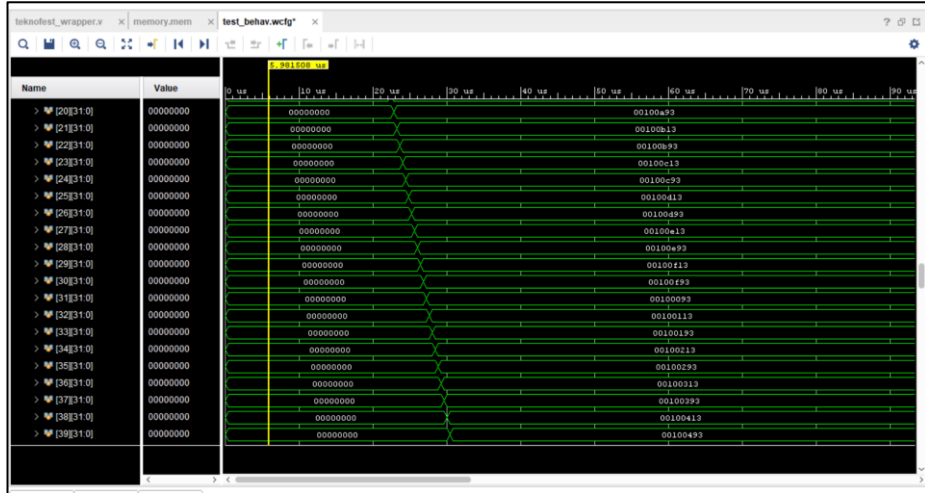 teknofest_wrapper.v × memory.mem × test_behav.wcfg* ×
5.981500 us
Name Value
0 us 10 us 20 us 30 us 40 us 50 us 60 us 70 us 80 us 90 us
[20][31:0] 00000000 00000000 00100a93
[21][31:0] 00000000 00000000 00100b13
[22][31:0] 00000000 00000000 00100b93
[23][31:0] 00000000 00000000 00100c13
[24][31:0] 00000000 00000000 00100c93
[25][31:0] 00000000 00000000 00100d13
[26][31:0] 00000000 00000000 00100d93
[27][31:0] 00000000 00000000 00100e13
[28][31:0] 00000000 00000000 00100e93
[29][31:0] 00000000 00000000 00100f13
[30][31:0] 00000000 00000000 00100f93
[31][31:0] 00000000 00000000 00100093
[32][31:0] 00000000 00000000 00100113
[33][31:0] 00000000 00000000 00100193
[34][31:0] 00000000 00000000 00100213
[35][31:0] 00000000 00000000 00100293
[36][31:0] 00000000 00000000 00100313
[37][31:0] 00000000 00000000 00100393
[38][31:0] 00000000 00000000 00100413
[39][31:0] 00000000 00000000 00100493